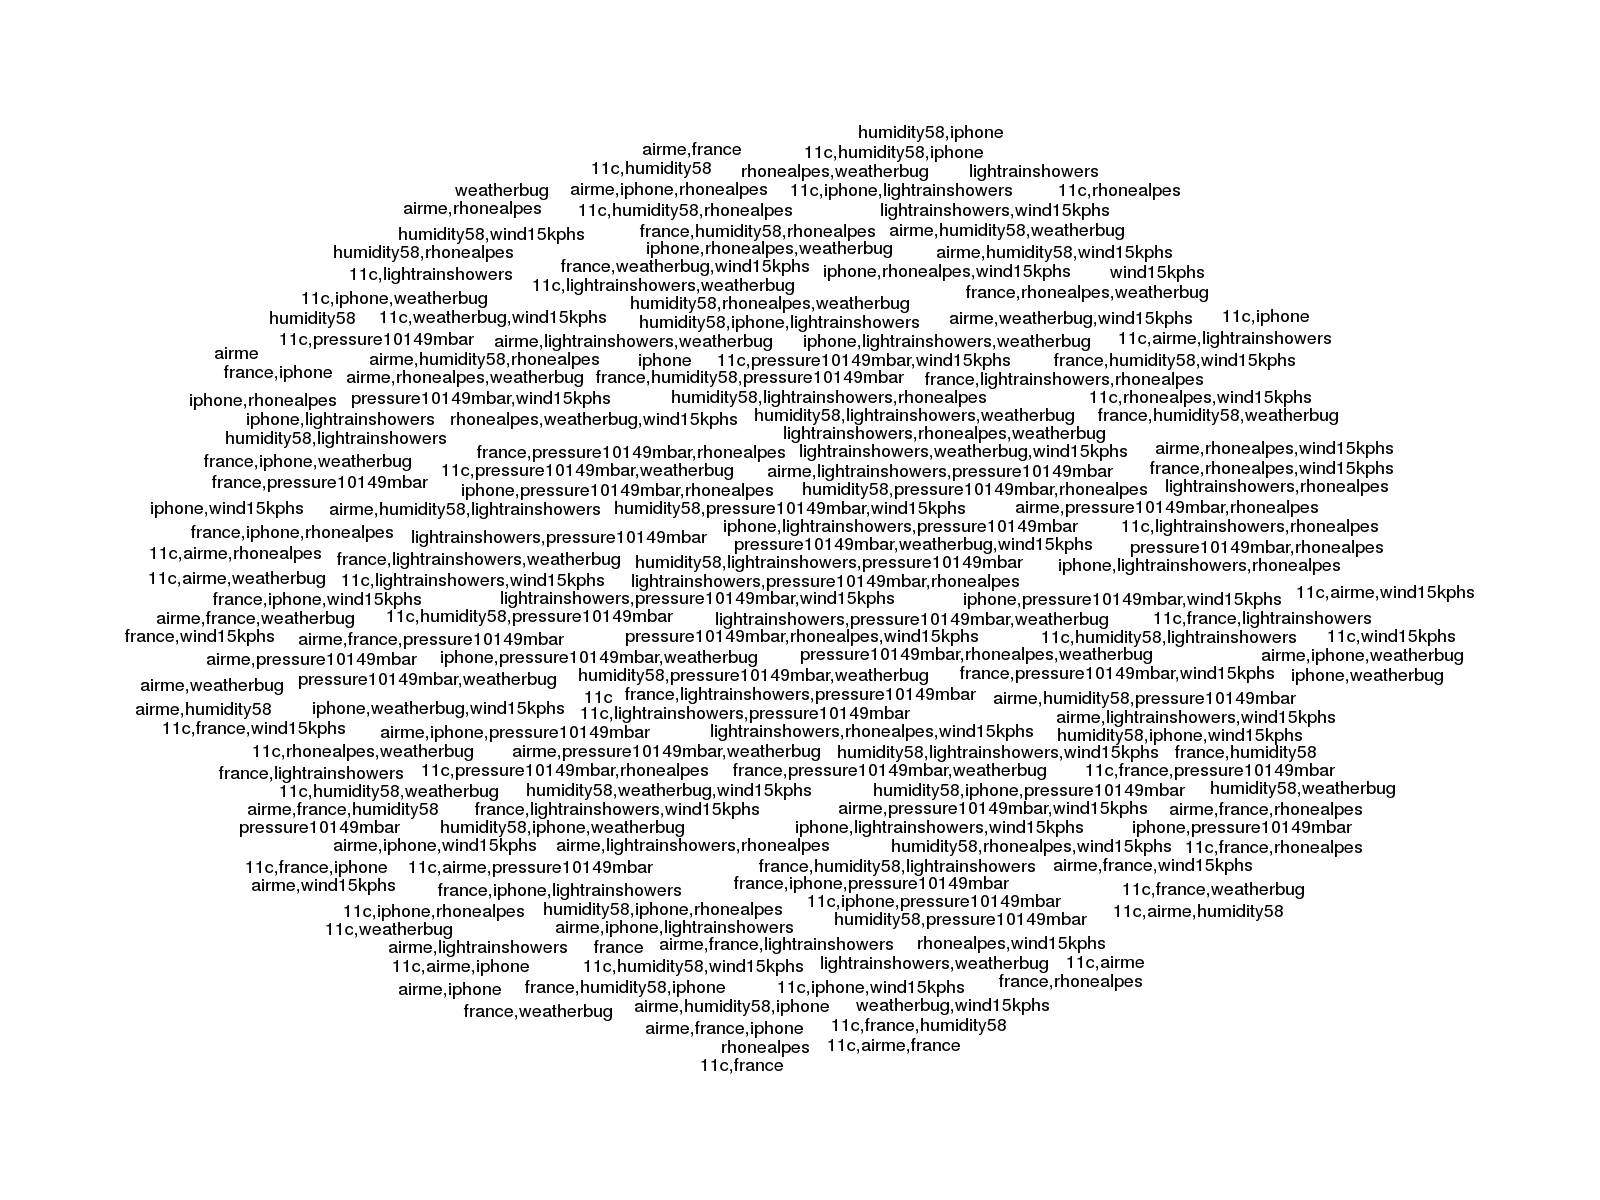 humidity58,iphone
airme,france
11c,humidity58,iphone
11c,humidity58
rhonealpes,weatherbug
lightrainshowers
weatherbug
airme,iphone,rhonealpes
11c,iphone,lightrainshowers
11c,rhonealpes
airme,rhonealpes
11c,humidity58,rhonealpes
lightrainshowers,wind15kphs
humidity58,wind15kphs
france,humidity58,rhonealpes
airme,humidity58,weatherbug
humidity58,rhonealpes
iphone,rhonealpes,weatherbug
airme,humidity58,wind15kphs
11c,lightrainshowers
france,weatherbug,wind15kphs
iphone,rhonealpes,wind15kphs
wind15kphs
11c,lightrainshowers,weatherbug
france,rhonealpes,weatherbug
11c,iphone,weatherbug
humidity58,rhonealpes,weatherbug
humidity58
11c,weatherbug,wind15kphs
humidity58,iphone,lightrainshowers
airme,weatherbug,wind15kphs
11c,iphone
11c,pressure10149mbar
airme,lightrainshowers,weatherbug
iphone,lightrainshowers,weatherbug
11c,airme,lightrainshowers
airme
airme,humidity58,rhonealpes
iphone
11c,pressure10149mbar,wind15kphs
france,humidity58,wind15kphs
france,iphone
airme,rhonealpes,weatherbug
france,humidity58,pressure10149mbar
france,lightrainshowers,rhonealpes
iphone,rhonealpes
pressure10149mbar,wind15kphs
humidity58,lightrainshowers,rhonealpes
11c,rhonealpes,wind15kphs
iphone,lightrainshowers
rhonealpes,weatherbug,wind15kphs
humidity58,lightrainshowers,weatherbug
france,humidity58,weatherbug
humidity58,lightrainshowers
lightrainshowers,rhonealpes,weatherbug
france,pressure10149mbar,rhonealpes
lightrainshowers,weatherbug,wind15kphs
airme,rhonealpes,wind15kphs
france,iphone,weatherbug
11c,pressure10149mbar,weatherbug
airme,lightrainshowers,pressure10149mbar
france,rhonealpes,wind15kphs
france,pressure10149mbar
iphone,pressure10149mbar,rhonealpes
humidity58,pressure10149mbar,rhonealpes
lightrainshowers,rhonealpes
iphone,wind15kphs
airme,humidity58,lightrainshowers
humidity58,pressure10149mbar,wind15kphs
airme,pressure10149mbar,rhonealpes
france,iphone,rhonealpes
lightrainshowers,pressure10149mbar
iphone,lightrainshowers,pressure10149mbar
11c,lightrainshowers,rhonealpes
pressure10149mbar,weatherbug,wind15kphs
pressure10149mbar,rhonealpes
11c,airme,rhonealpes
france,lightrainshowers,weatherbug
humidity58,lightrainshowers,pressure10149mbar
iphone,lightrainshowers,rhonealpes
11c,airme,weatherbug
11c,lightrainshowers,wind15kphs
lightrainshowers,pressure10149mbar,rhonealpes
11c,airme,wind15kphs
france,iphone,wind15kphs
lightrainshowers,pressure10149mbar,wind15kphs
iphone,pressure10149mbar,wind15kphs
airme,france,weatherbug
11c,humidity58,pressure10149mbar
lightrainshowers,pressure10149mbar,weatherbug
11c,france,lightrainshowers
france,wind15kphs
airme,france,pressure10149mbar
pressure10149mbar,rhonealpes,wind15kphs
11c,humidity58,lightrainshowers
11c,wind15kphs
airme,pressure10149mbar
iphone,pressure10149mbar,weatherbug
pressure10149mbar,rhonealpes,weatherbug
airme,iphone,weatherbug
airme,weatherbug
pressure10149mbar,weatherbug
humidity58,pressure10149mbar,weatherbug
france,pressure10149mbar,wind15kphs
iphone,weatherbug
11c
france,lightrainshowers,pressure10149mbar
airme,humidity58,pressure10149mbar
airme,humidity58
iphone,weatherbug,wind15kphs
11c,lightrainshowers,pressure10149mbar
airme,lightrainshowers,wind15kphs
11c,france,wind15kphs
airme,iphone,pressure10149mbar
lightrainshowers,rhonealpes,wind15kphs
humidity58,iphone,wind15kphs
11c,rhonealpes,weatherbug
airme,pressure10149mbar,weatherbug
humidity58,lightrainshowers,wind15kphs
france,humidity58
france,lightrainshowers
11c,pressure10149mbar,rhonealpes
france,pressure10149mbar,weatherbug
11c,france,pressure10149mbar
11c,humidity58,weatherbug
humidity58,weatherbug,wind15kphs
humidity58,iphone,pressure10149mbar
humidity58,weatherbug
airme,france,humidity58
france,lightrainshowers,wind15kphs
airme,pressure10149mbar,wind15kphs
airme,france,rhonealpes
pressure10149mbar
humidity58,iphone,weatherbug
iphone,lightrainshowers,wind15kphs
iphone,pressure10149mbar
airme,iphone,wind15kphs
airme,lightrainshowers,rhonealpes
humidity58,rhonealpes,wind15kphs
11c,france,rhonealpes
11c,france,iphone
11c,airme,pressure10149mbar
france,humidity58,lightrainshowers
airme,france,wind15kphs
airme,wind15kphs
france,iphone,lightrainshowers
france,iphone,pressure10149mbar
11c,france,weatherbug
11c,iphone,rhonealpes
humidity58,iphone,rhonealpes
11c,iphone,pressure10149mbar
11c,airme,humidity58
11c,weatherbug
airme,iphone,lightrainshowers
humidity58,pressure10149mbar
airme,lightrainshowers
france
airme,france,lightrainshowers
rhonealpes,wind15kphs
11c,airme,iphone
11c,humidity58,wind15kphs
lightrainshowers,weatherbug
11c,airme
airme,iphone
france,humidity58,iphone
11c,iphone,wind15kphs
france,rhonealpes
france,weatherbug
airme,humidity58,iphone
weatherbug,wind15kphs
airme,france,iphone
11c,france,humidity58
rhonealpes
11c,airme,france
11c,france